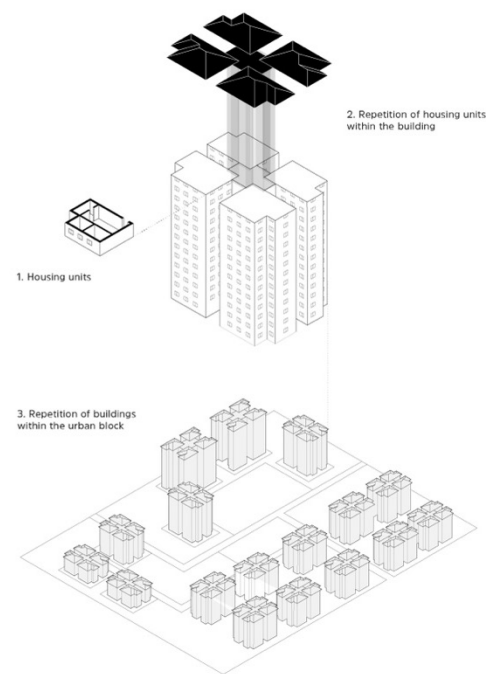 2. Repetition of housing units
within the building
1. Housing units
3. Repetition of buildings
within the urban block